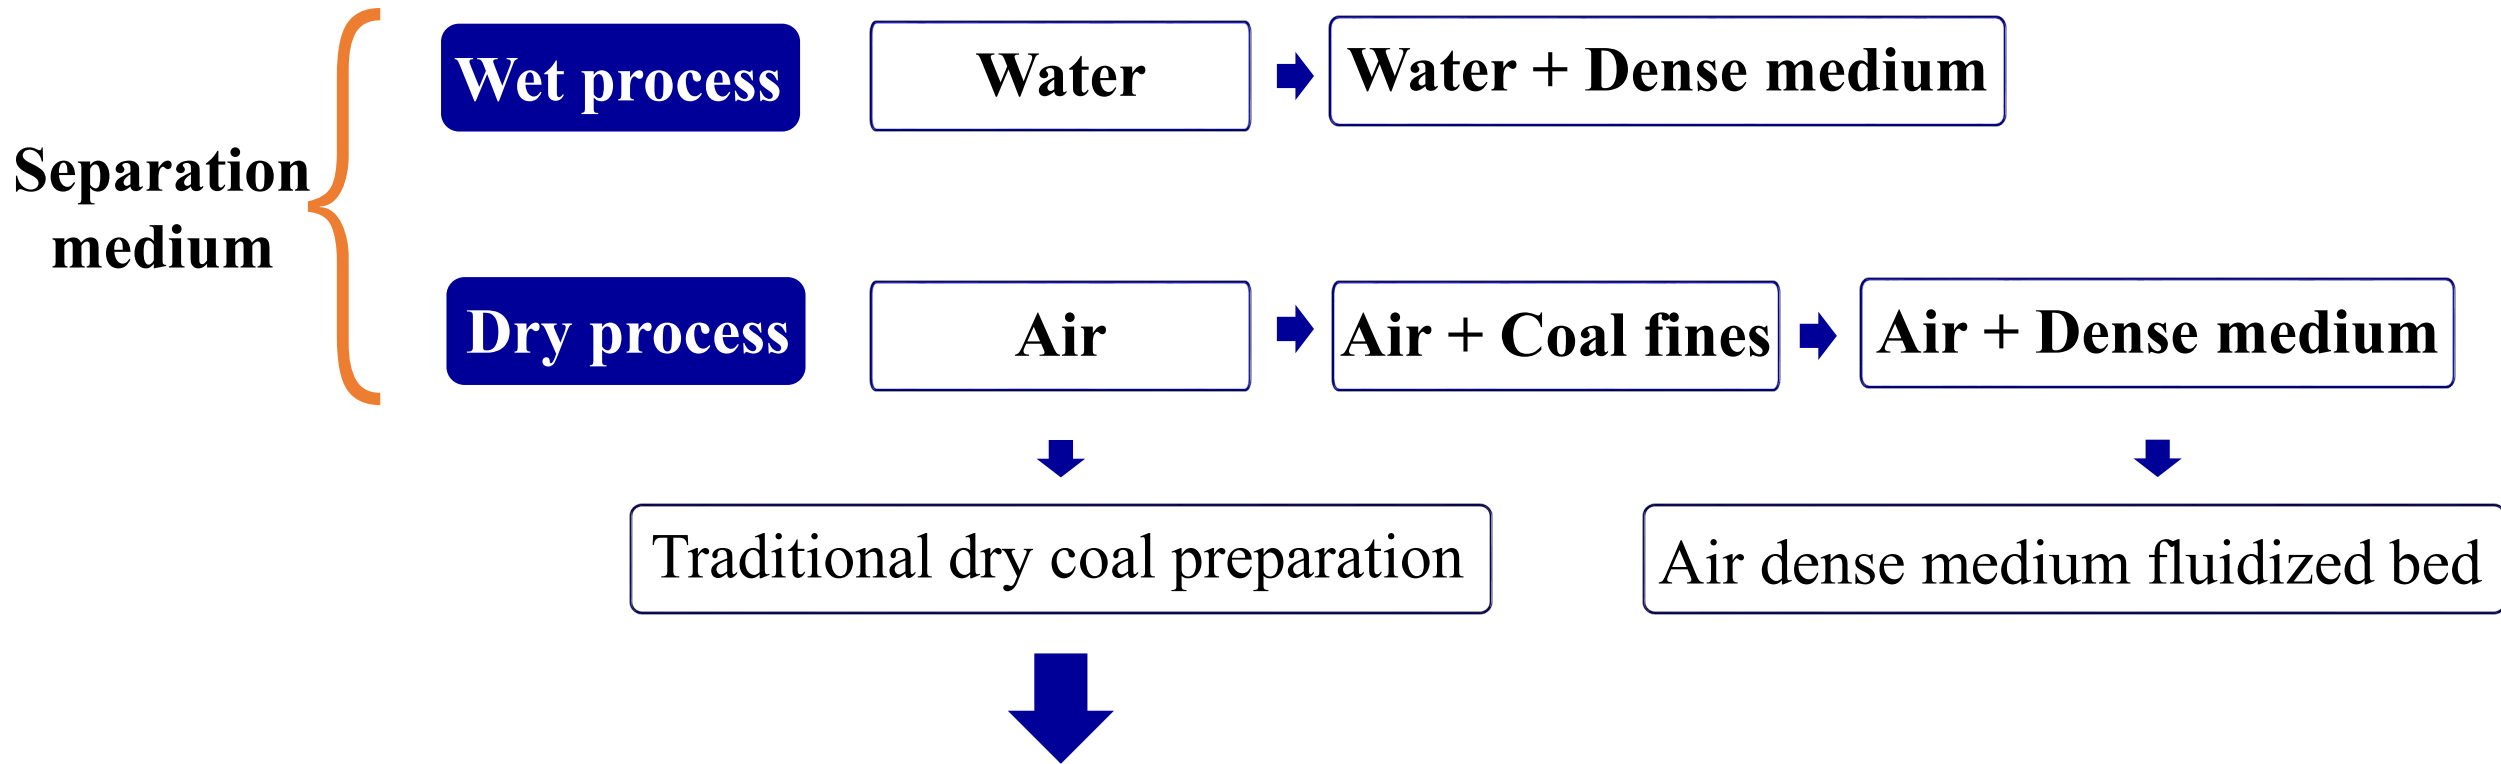 Separation
medium
Wet process
Water
Water + Dense medium
Dry process
Air
Air + Coal fines
Air + Dense medium
Traditional dry coal preparation
Air dense medium fluidized bed